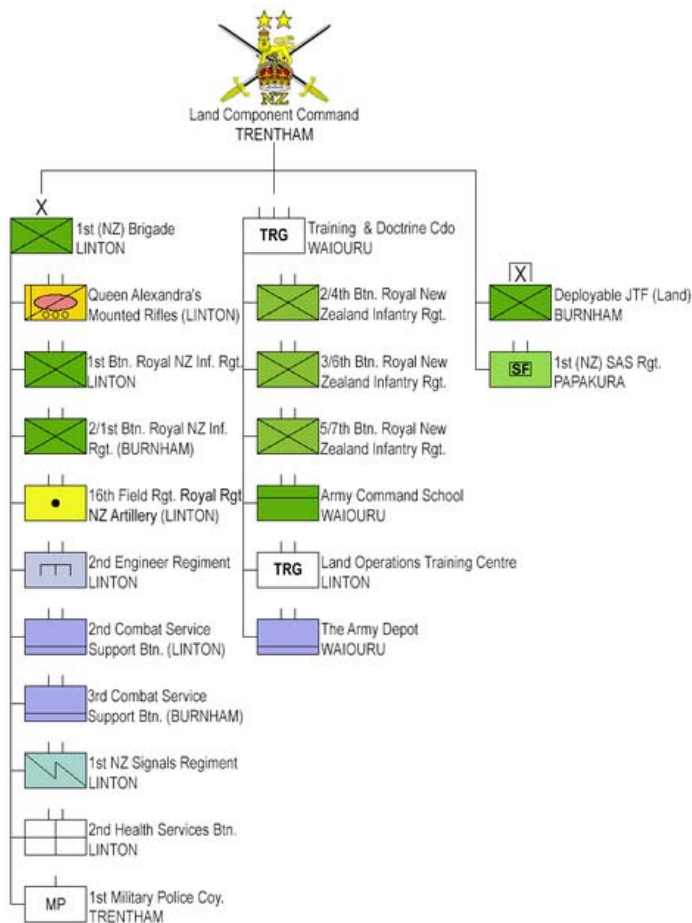 NZ
Land Component Command
TRENTHAM
X
1st (NZ) Brigade
LINTON
Queen Alexandra's
Mounted Rifles (LINTON)
1st Btn. Royal NZ Inf. Rgt.
LINTON
2/1st Btn. Royal NZ Inf.
Rgt. (BURNHAM)
16th Field Rgt. Royal Rgt
NZ Artillery (LINTON)
2nd Engineer Regiment
LINTON
2nd Combat Service
Support Btn. (LINTON)
3rd Combat Service
Support Btn. (BURNHAM)
1st NZ Signals Regiment
LINTON
2nd Health Services Btn.
LINTON
MP
1st Military Police Coy.
TRENTHAM
TRG
Training & Doctrine Cdo
WAIOURU
2/4th Btn. Royal New
Zealand Infantry Rgt.
3/6th Btn. Royal New
Zealand Infantry Rgt.
5/7th Btn. Royal New
Zealand Infantry Rgt.
Army Command School
WAIOURU
TRG
Land Operations Training Centre
LINTON
The Army Depot
WAIOURU
X
Deployable JTF (Land)
BURNHAM
SF
1st (NZ) SAS Rgt.
PAPAKURA